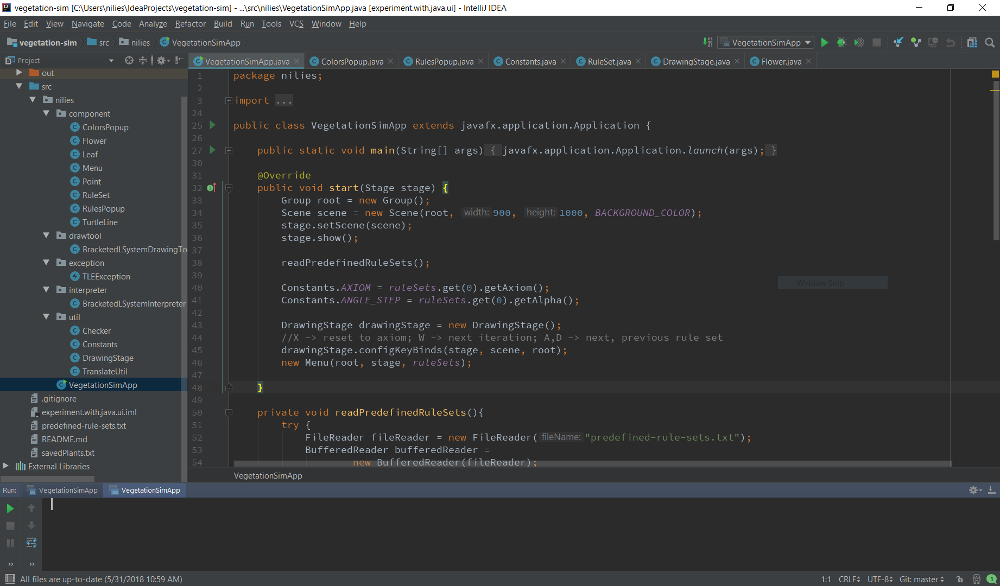 vegetation-sim [C:\Users\nilies\IdeaProjects\vegetation-sim] - ...\src\nilies\VegetationSimApp.java [experiment.with.java.ui] - IntelliJ IDEA
File Edit View Navigate Code Analyze Refactor Build Run Tools VCS Window Help
vegetation-sim src nilies VegetationSimApp VegetationSimApp
Project
VegetationSimApp.java ColorsPopup.java RulesPopup.java Constants.java RuleSet.java DrawingStage.java Flower.java
out
src
nilies
component
ColorsPopup
Flower
Leaf
Menu
Point
RuleSet
RulesPopup
TurtleLine
drawtool
BracketedLSystemDrawingTo
exception
TLEException
interpreter
BracketedLSystemInterpreter
util
Checker
Constants
DrawingStage
TranslateUtil
VegetationSimApp
.gitignore
experiment.with.java.ui.iml
predefined-rule-sets.txt
README.md
savedPlants.txt
External Libraries
1 package nilies;
2
3 import ...
24
25 public class VegetationSimApp extends javafx.application.Application {
26
27 public static void main(String[] args) { javafx.application.Application.launch(args); }
30
31 @Override
32 public void start(Stage stage) {
33 Group root = new Group();
34 Scene scene = new Scene(root, width: 900, height: 1000, BACKGROUND_COLOR);
35 stage.setScene(scene);
36 stage.show();
37
38 readPredefinedRuleSets();
39
40 Constants.AXIOM = ruleSets.get(0).getAxiom();
41 Constants.ANGLE_STEP = ruleSets.get(0).getAlpha();
42
43 DrawingStage drawingStage = new DrawingStage();
44 //X -> reset to axiom; W -> next iteration; A,D -> next, previous rule set
45 drawingStage.configKeyBinds(stage, scene, root);
46 new Menu(root, stage, ruleSets);
47
48 }
49
50 private void readPredefinedRuleSets(){
51 try {
52 FileReader fileReader = new FileReader( fileName: "predefined-rule-sets.txt");
53 BufferedReader bufferedReader =
54 new BufferedReader(fileReader);
Window Snip
VegetationSimApp
Run: VegetationSimApp VegetationSimApp
All files are up-to-date (5/31/2018 10:59 AM) 1:1 CRLF UTF-8 Git: master 1